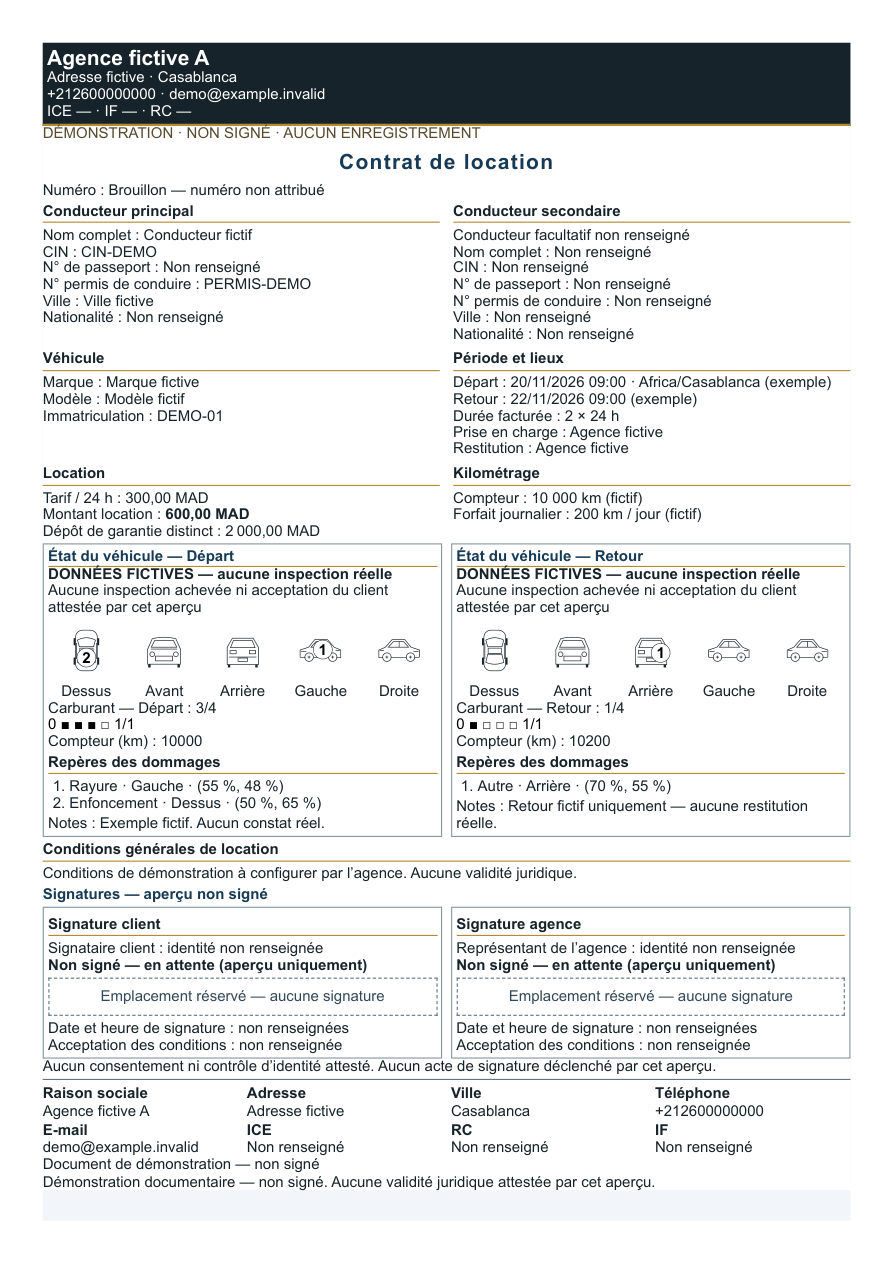 Agence fictive A
Adresse fictive · Casablanca
+212600000000 · demo@example.invalid
ICE — · IF — · RC —
DÉMONSTRATION · NON SIGNÉ · AUCUN ENREGISTREMENT
Contrat de location
Numéro : Brouillon — numéro non attribué
Conducteur principal
Nom complet : Conducteur fictif
CIN : CIN-DEMO
N° de passeport : Non renseigné
N° permis de conduire : PERMIS-DEMO
Ville : Ville fictive
Nationalité : Non renseigné
Conducteur secondaire
Conducteur facultatif non renseigné
Nom complet : Non renseigné
CIN : Non renseigné
N° de passeport : Non renseigné
N° permis de conduire : Non renseigné
Ville : Non renseigné
Nationalité : Non renseigné
Véhicule
Marque : Marque fictive
Modèle : Modèle fictif
Immatriculation : DEMO-01
Période et lieux
Départ : 20/11/2026 09:00 · Africa/Casablanca (exemple)
Retour : 22/11/2026 09:00 (exemple)
Durée facturée : 2 × 24 h
Prise en charge : Agence fictive
Restitution : Agence fictive
Location
Tarif / 24 h : 300,00 MAD
Montant location : 600,00 MAD
Dépôt de garantie distinct : 2 000,00 MAD
Kilométrage
Compteur : 10 000 km (fictif)
Forfait journalier : 200 km / jour (fictif)
État du véhicule — Départ
DONNÉES FICTIVES — aucune inspection réelle
Aucune inspection achevée ni acceptation du client
attestée par cet aperçu
2 1
Dessus Avant Arrière Gauche Droite
Carburant — Départ : 3/4
0 ■ ■ ■ □ 1/1
Compteur (km) : 10000
Repères des dommages
1. Rayure · Gauche · (55 %, 48 %)
2. Enfoncement · Dessus · (50 %, 65 %)
Notes : Exemple fictif. Aucun constat réel.
État du véhicule — Retour
DONNÉES FICTIVES — aucune inspection réelle
Aucune inspection achevée ni acceptation du client
attestée par cet aperçu
1
Dessus Avant Arrière Gauche Droite
Carburant — Retour : 1/4
0 ■ □ □ □ 1/1
Compteur (km) : 10200
Repères des dommages
1. Autre · Arrière · (70 %, 55 %)
Notes : Retour fictif uniquement — aucune restitution
réelle.
Conditions générales de location
Conditions de démonstration à configurer par l’agence. Aucune validité juridique.
Signatures — aperçu non signé
Signature client
Signataire client : identité non renseignée
Non signé — en attente (aperçu uniquement)
Emplacement réservé — aucune signature
Date et heure de signature : non renseignées
Acceptation des conditions : non renseignée
Signature agence
Représentant de l’agence : identité non renseignée
Non signé — en attente (aperçu uniquement)
Emplacement réservé — aucune signature
Date et heure de signature : non renseignées
Acceptation des conditions : non renseignée
Aucun consentement ni contrôle d’identité attesté. Aucun acte de signature déclenché par cet aperçu.
Raison sociale Adresse Ville Téléphone
Agence fictive A Adresse fictive Casablanca +212600000000
E-mail ICE RC IF
demo@example.invalid Non renseigné Non renseigné Non renseigné
Document de démonstration — non signé
Démonstration documentaire — non signé. Aucune validité juridique attestée par cet aperçu.